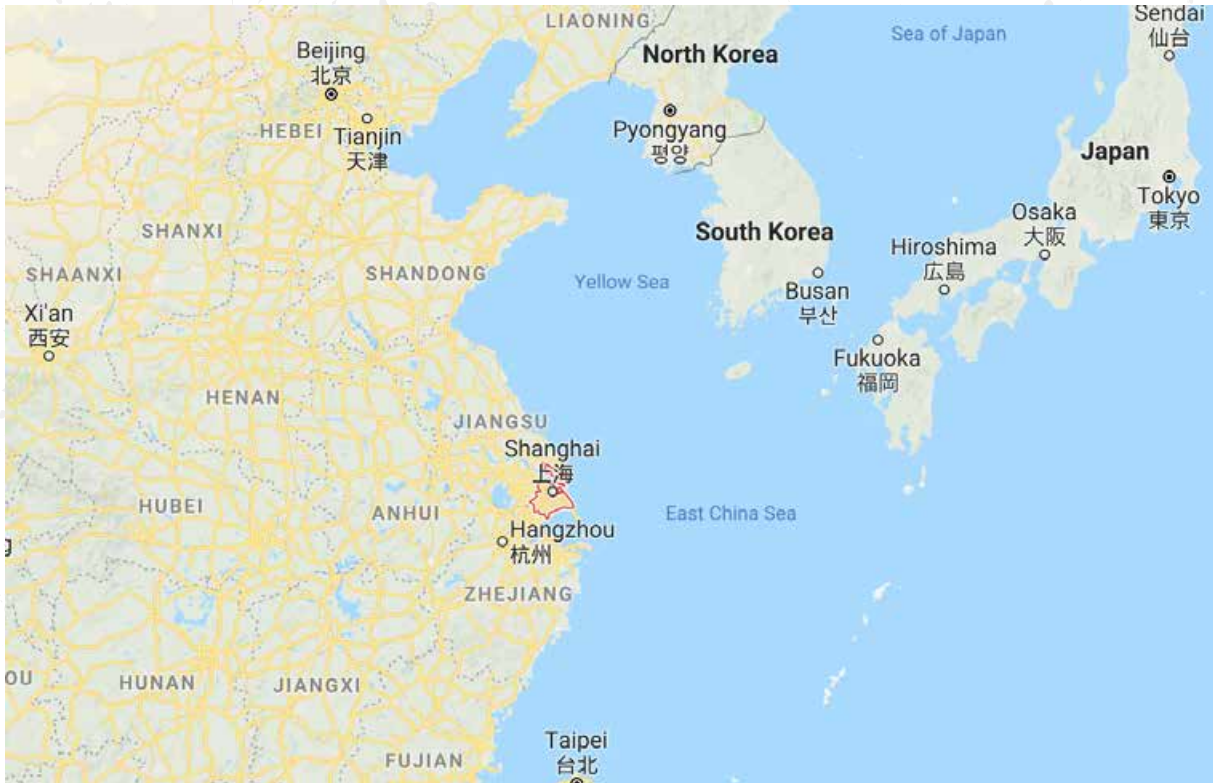 LIAONING
Sendai
仙台
Sea of Japan
North Korea
Beijing
北京
Pyongyang
평양
HEBEI
Tianjin
天津
Japan
Tokyo
東京
Osaka
大阪
SHANXI
South Korea
Hiroshima
広島
SHAANXI
SHANDONG
Yellow Sea
Busan
부산
Xi'an
西安
Fukuoka
福岡
HENAN
JIANGSU
Shanghai
上海
HUBEI
ANHUI
East China Sea
Hangzhou
杭州
ZHEJIANG
OU
HUNAN
JIANGXI
Taipei
台北
FUJIAN